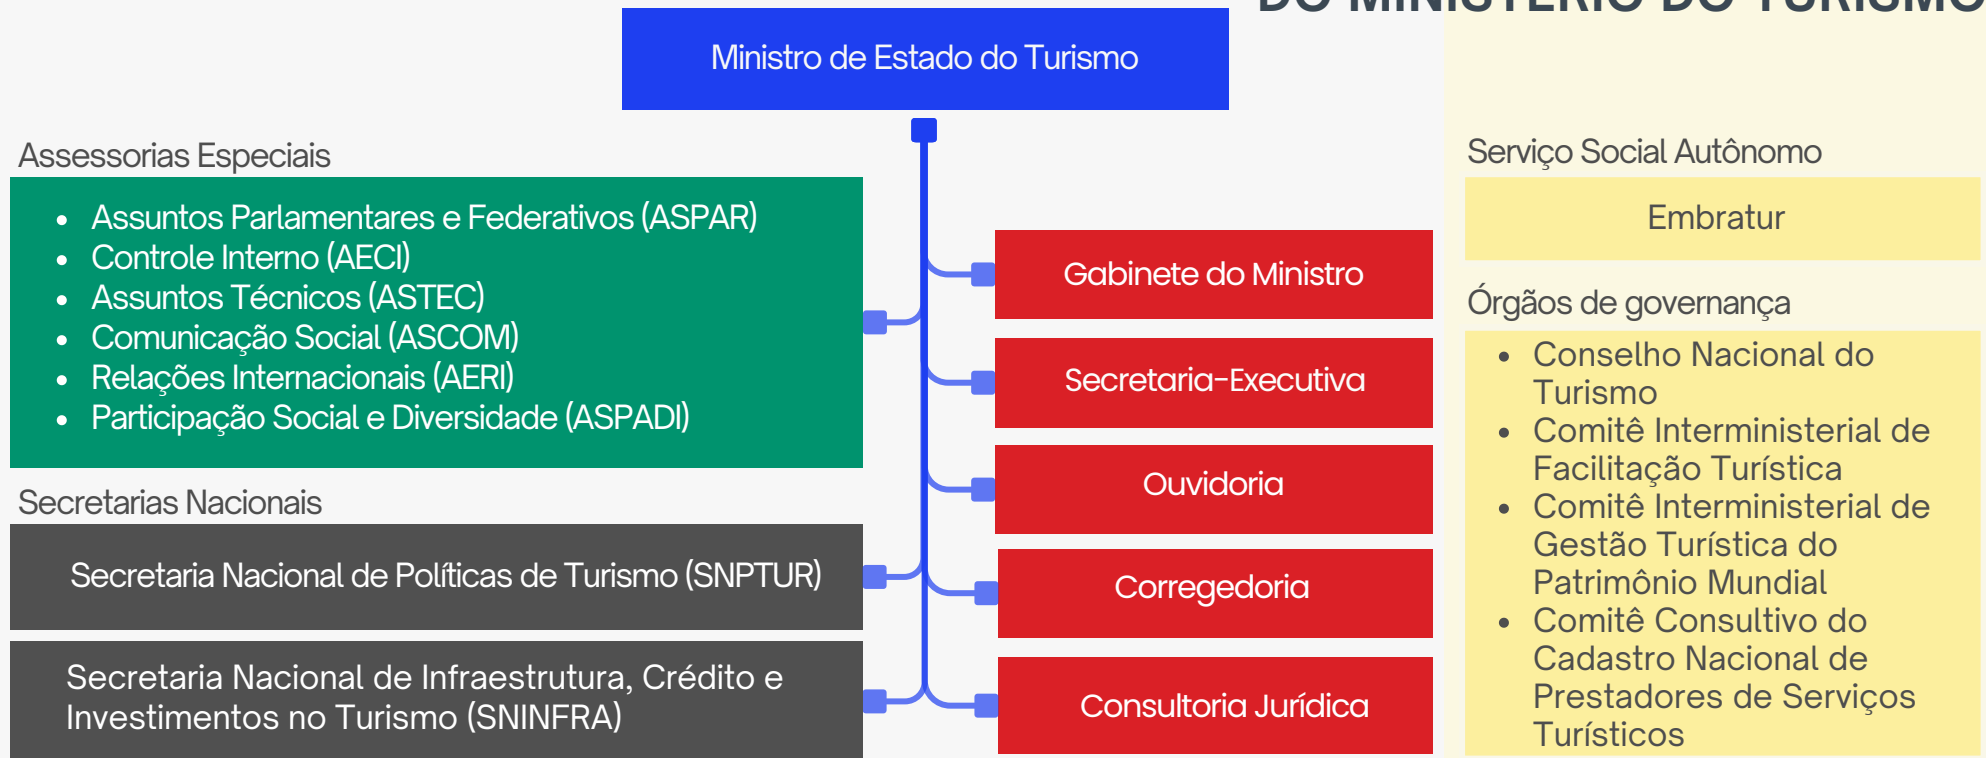 DO MINISTÉRIO DO TURISMO
Ministro de Estado do Turismo
Assessorias Especiais
• Assuntos Parlamentares e Federativos (ASPAR)
• Controle Interno (AECI)
• Assuntos Técnicos (ASTEC)
• Comunicação Social (ASCOM)
• Relações Internacionais (AERI)
• Participação Social e Diversidade (ASPADI)
Secretarias Nacionais
Secretaria Nacional de Políticas de Turismo (SNPTUR)
Secretaria Nacional de Infraestrutura, Crédito e
Investimentos no Turismo (SNINFRA)
Gabinete do Ministro
Secretaria-Executiva
Ouvidoria
Corregedoria
Consultoria Jurídica
Serviço Social Autônomo
Embratur
Órgãos de governança
• Conselho Nacional do
Turismo
• Comitê Interministerial de
Facilitação Turística
• Comitê Interministerial de
Gestão Turística do
Patrimônio Mundial
• Comitê Consultivo do
Cadastro Nacional de
Prestadores de Serviços
Turísticos